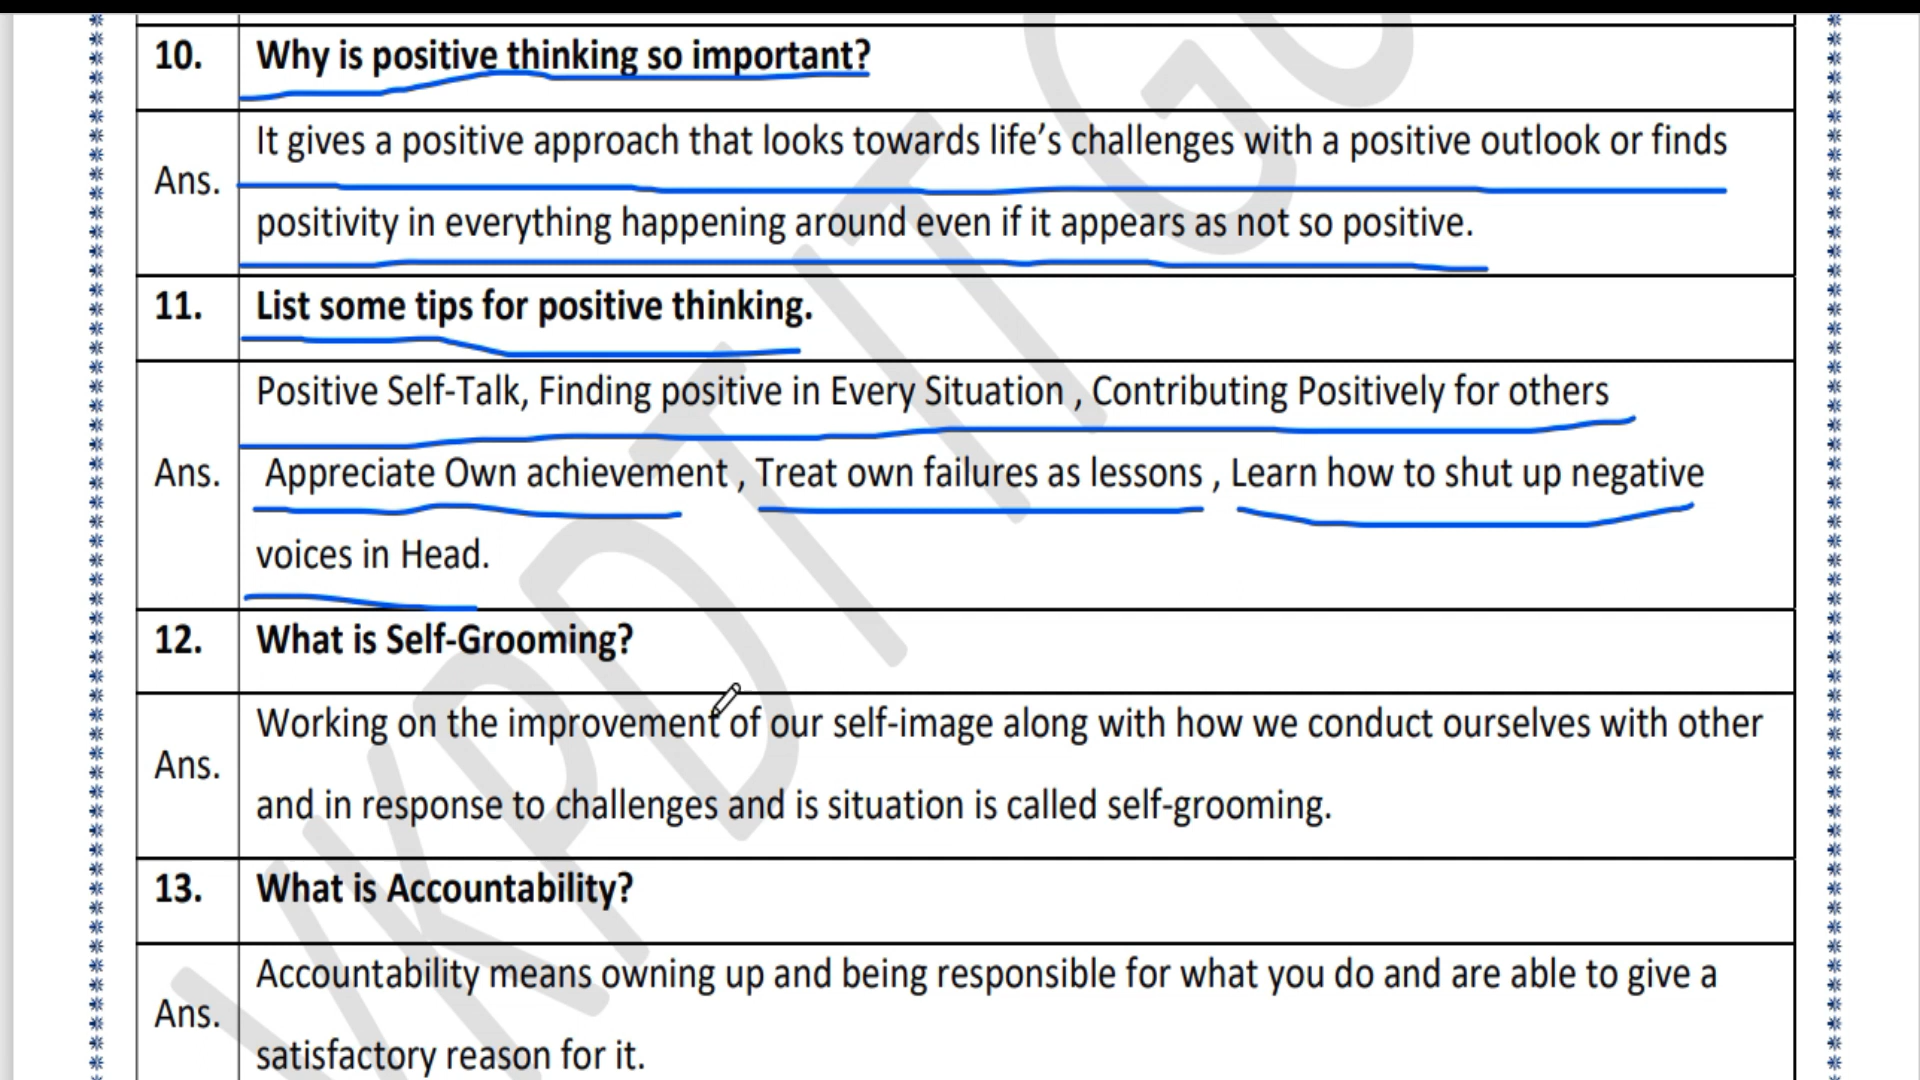 10. Why is positive thinking so important?
It gives a positive approach that looks towards life’s challenges with a positive outlook or finds
Ans.
positivity in everything happening around even if it appears as not so positive.
11. List some tips for positive thinking.
Positive Self-Talk, Finding positive in Every Situation , Contributing Positively for others
Ans. Appreciate Own achievement , Treat own failures as lessons , Learn how to shut up negative
voices in Head.
12. What is Self-Grooming?
Working on the improvement of our self-image along with how we conduct ourselves with other
Ans.
and in response to challenges and is situation is called self-grooming.
13. What is Accountability?
Accountability means owning up and being responsible for what you do and are able to give a
Ans.
satisfactory reason for it.